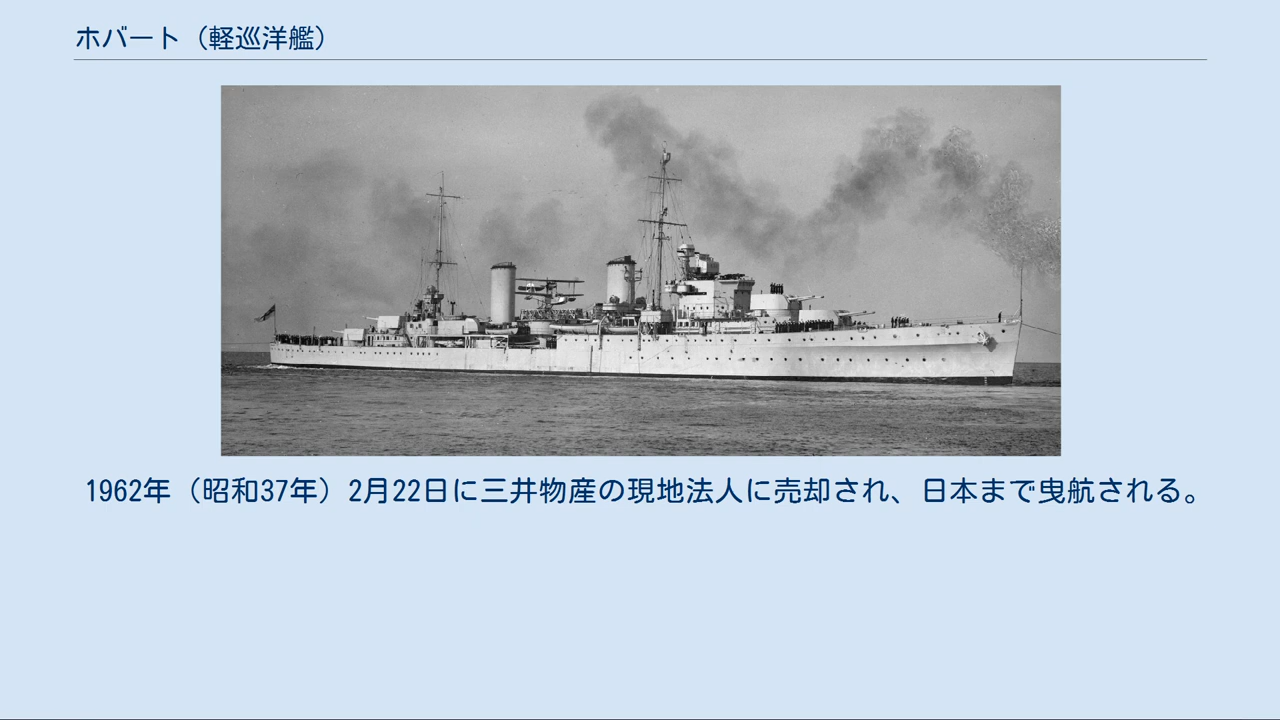 ホバート（軽巡洋艦）
1962年（昭和37年）2月22日に三井物産の現地法人に売却され、日本まで曳航される。